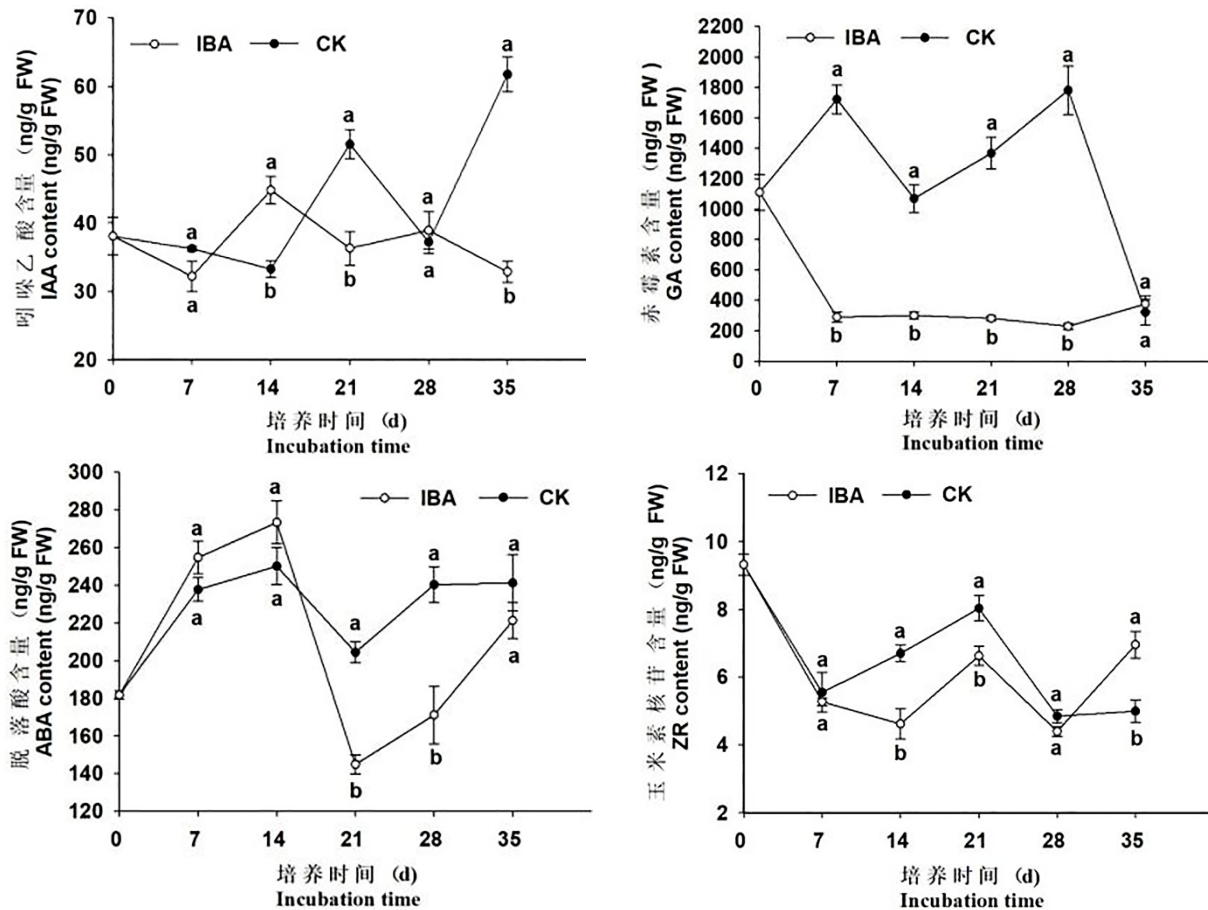 吲哚乙酸含量（ng/g FW)
IAA content (ng/g FW)
IBA CK
60
50
40
30
20
a
a
b
a
b
a
b
a
a
a
b
0 7 14 21 28 35
培养时间 (d)
Incubation time
赤霉素含量（ng/g FW )
GA content (ng/g FW)
IBA CK
2200
2000
1800
1600
1400
1200
1000
800
600
400
200
0
a
b
a
b
a
b
a
b
a
a
0 7 14 21 28 35
培养时间 (d)
Incubation time
脱落酸含量（ng/g FW)
ABA content (ng/g FW)
IBA CK
300
280
260
240
220
200
180
160
140
120
a
a
a
a
a
b
a
b
a
a
0 7 14 21 28 35
培养时间 (d)
Incubation time
玉米素核苷含量（ng/g FW)
ZR content (ng/g FW)
IBA CK
12
10
8
6
4
2
a
a
a
b
a
b
a
a
a
b
0 7 14 21 28 35
培养时间 (d)
Incubation time